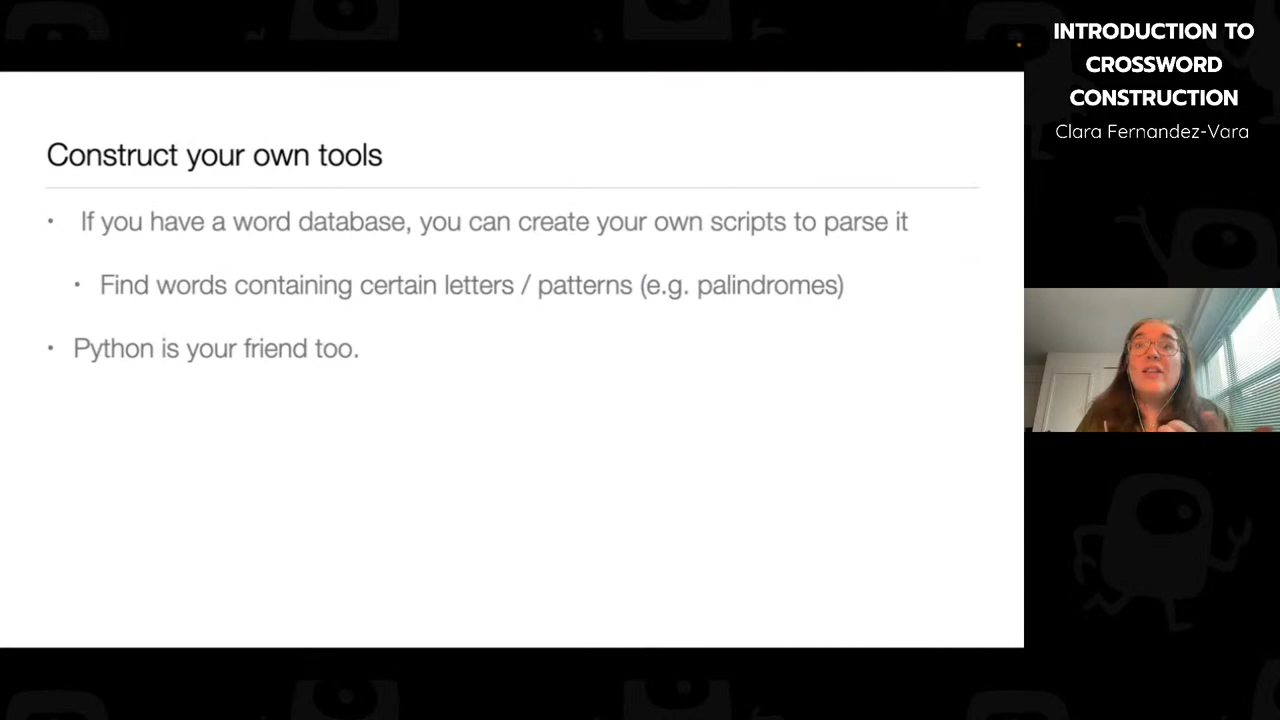 INTRODUCTION TO
CROSSWORD
CONSTRUCTION
Clara Fernandez-Vara
Construct your own tools
• If you have a word database, you can create your own scripts to parse it
• Find words containing certain letters / patterns (e.g. palindromes)
• Python is your friend too.